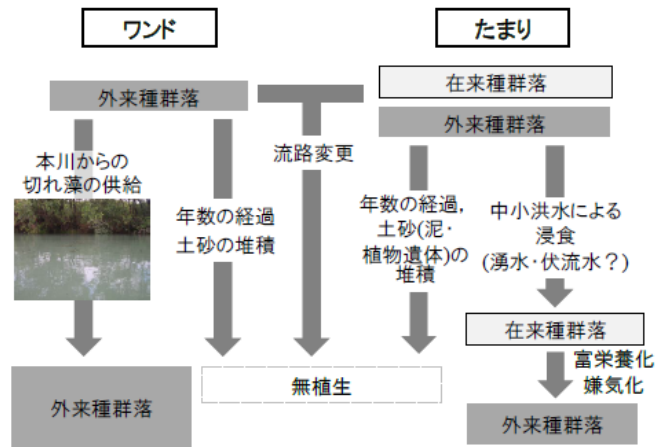 ワンド
たまり
外来種群落
在来種群落
外来種群落
本川からの
切れ藻の供給
年数の経過
土砂の堆積
流路変更
年数の経過,
土砂(泥・
植物遺体)の
堆積
中小洪水による
浸食
(湧水・伏流水?)
在来種群落
富栄養化
嫌気化
外来種群落
無植生
外来種群落